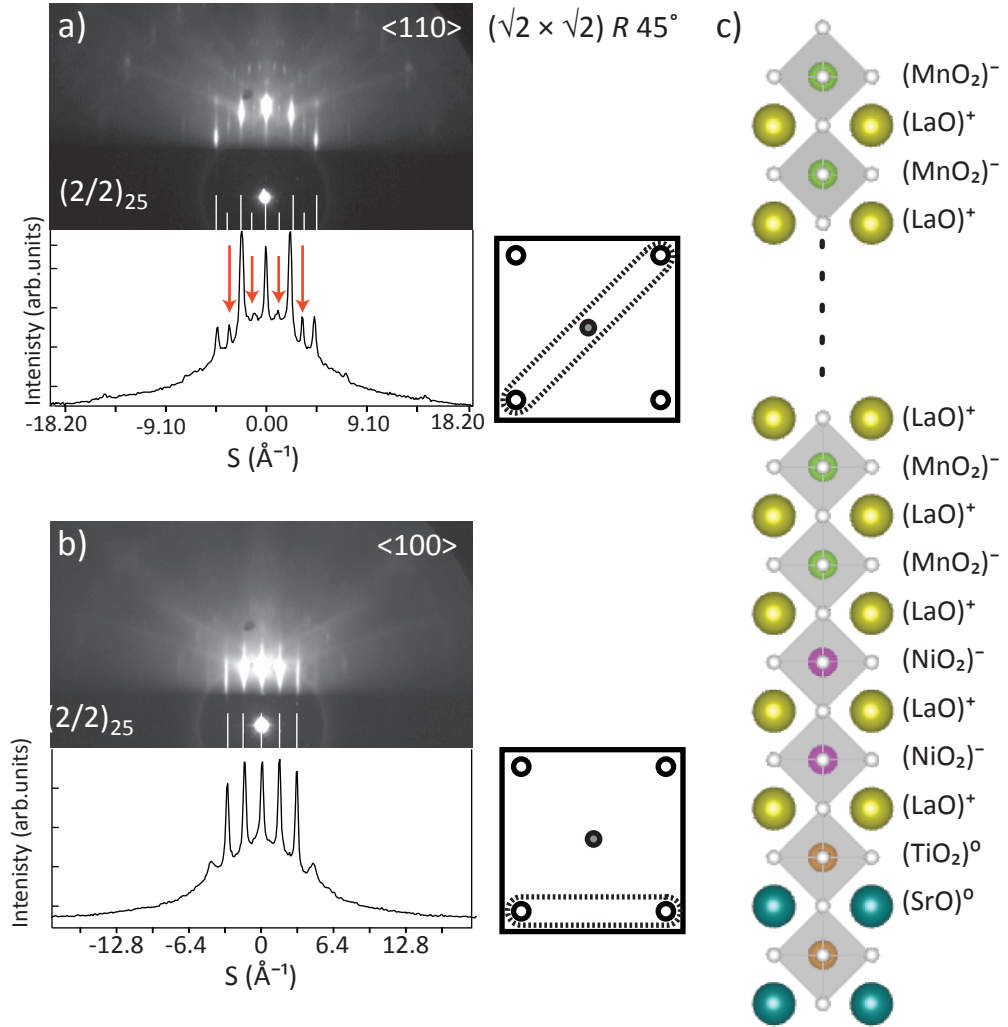 a)
<110>
(√2 × √2) R 45˚
(2/2)₂₅
Intenisty (arb.units)
-18.20 -9.10 0.00 9.10 18.20
S (Å⁻¹)
b)
<100>
(2/2)₂₅
Intenisty (arb.units)
-12.8 -6.4 0 6.4 12.8
S (Å⁻¹)
c)
(MnO₂)⁻
(LaO)⁺
(MnO₂)⁻
(LaO)⁺
(LaO)⁺
(MnO₂)⁻
(LaO)⁺
(MnO₂)⁻
(LaO)⁺
(NiO₂)⁻
(LaO)⁺
(NiO₂)⁻
(LaO)⁺
(TiO₂)⁰
(SrO)⁰